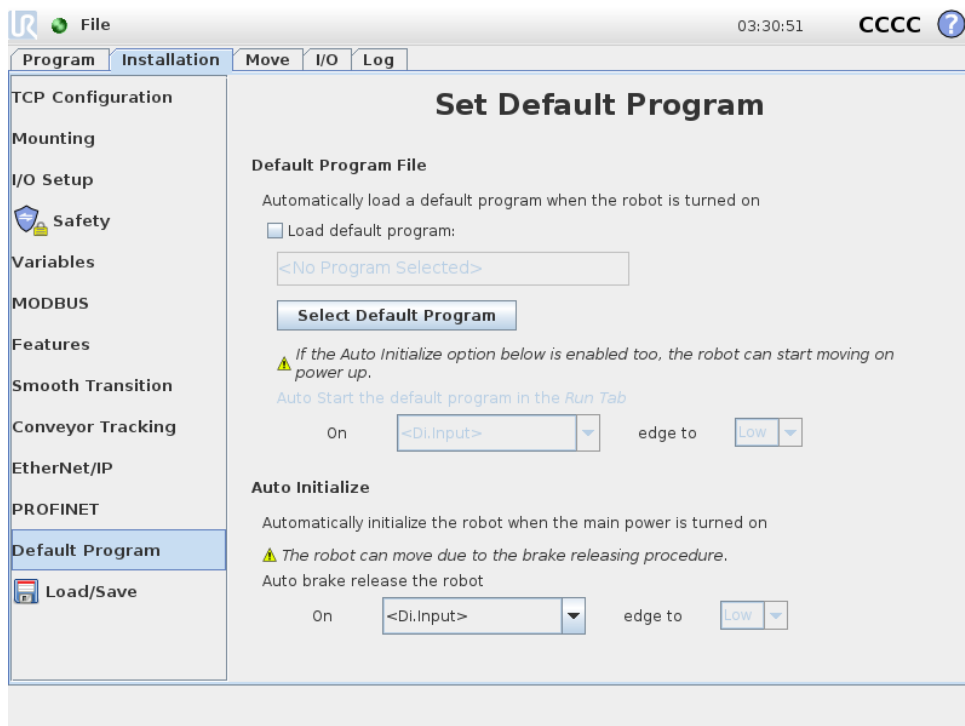 UR File 03:30:51 CCCC ?
Program Installation Move I/O Log
TCP Configuration
Mounting
I/O Setup
Safety
Variables
MODBUS
Features
Smooth Transition
Conveyor Tracking
EtherNet/IP
PROFINET
Default Program
Load/Save
Set Default Program
Default Program File
Automatically load a default program when the robot is turned on
Load default program:
<No Program Selected>
Select Default Program
If the Auto Initialize option below is enabled too, the robot can start moving on
power up.
Auto Start the default program in the Run Tab
On <Di.Input> edge to Low
Auto Initialize
Automatically initialize the robot when the main power is turned on
The robot can move due to the brake releasing procedure.
Auto brake release the robot
On <Di.Input> edge to Low